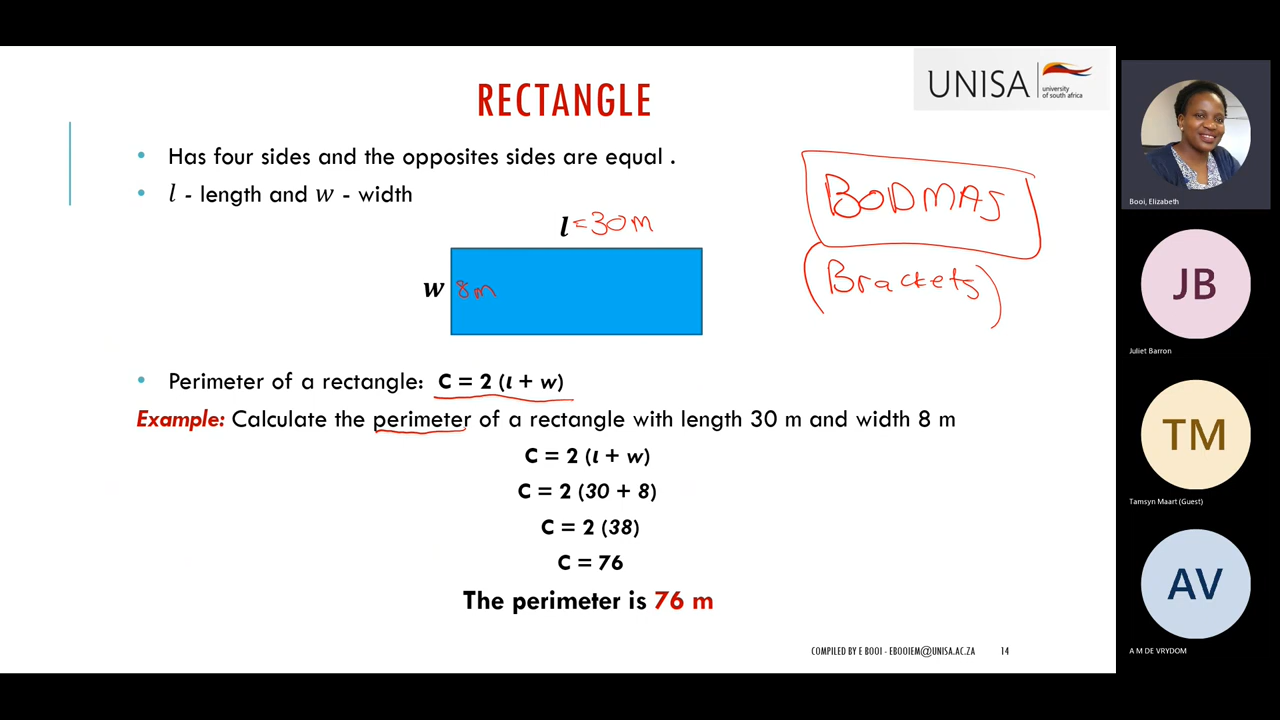 RECTANGLE
UNISA
university
of south africa
• Has four sides and the opposites sides are equal .
• l - length and w - width
BODMAS
(Brackets)
l =30m
w 8m
• Perimeter of a rectangle: C = 2 (l + w)
Example: Calculate the perimeter of a rectangle with length 30 m and width 8 m
C = 2 (l + w)
C = 2 (30 + 8)
C = 2 (38)
C = 76
The perimeter is 76 m
COMPILED BY E BOOI - EBOOIEM@UNISA.AC.ZA 14
Booi, Elizabeth
JB
Juliet Barron
TM
Tamsyn Maart (Guest)
AV
A M DE VRYDOM